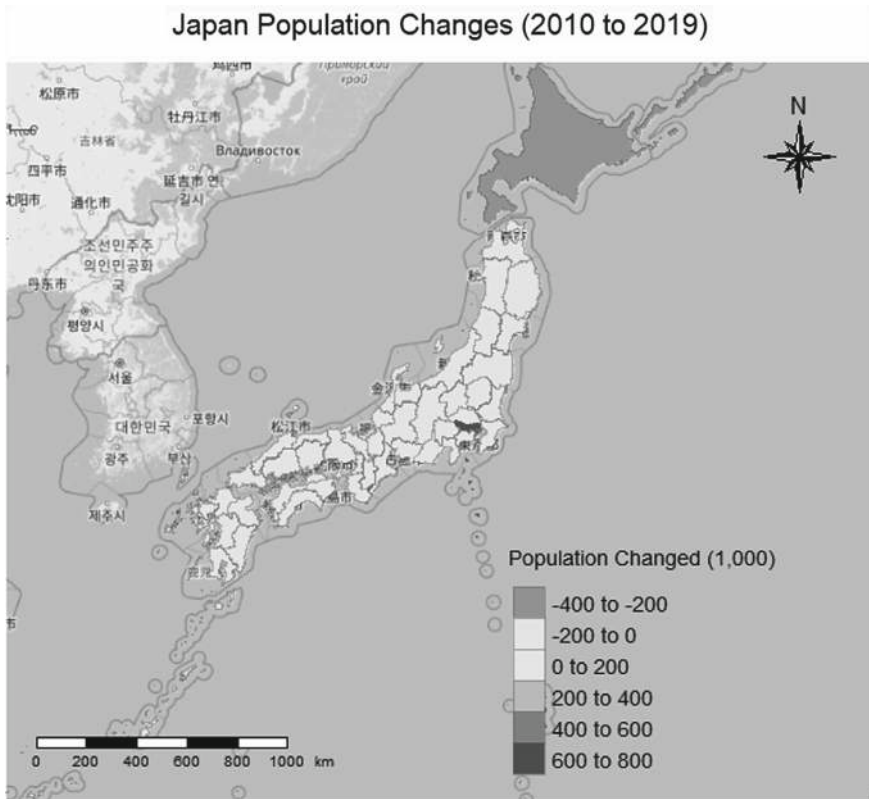 Japan Population Changes (2010 to 2019)
松原市
牡丹江市
吉林省
Владивосток
四平市
延吉市 연
길시
沈阳市
通化市
조선민주주
의인민공화
국
丹东市
평양시
서울
대한민국
포항시
광주
부산
제주시
松江市
N
Population Changed (1,000)
-400 to -200
-200 to 0
0 to 200
200 to 400
400 to 600
600 to 800
0 200 400 600 800 1000 km